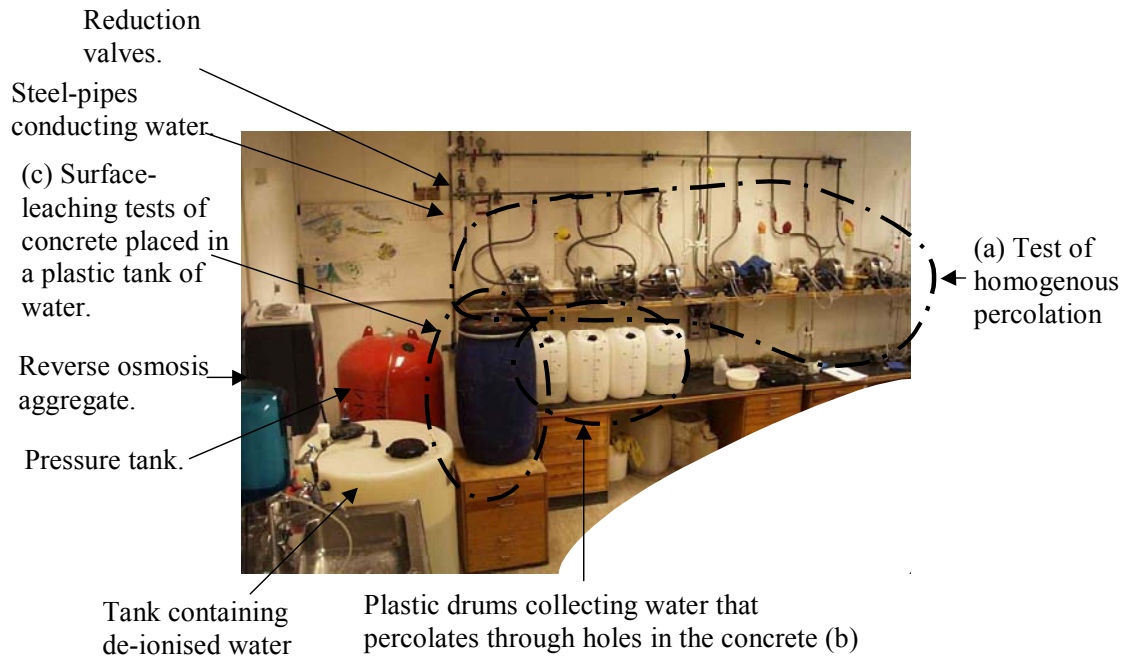 Reduction
valves.
Steel-pipes
conducting water.
(c) Surface-
leaching tests of
concrete placed in
a plastic tank of
water.
Reverse osmosis
aggregate.
Pressure tank.
Tank containing
de-ionised water
Plastic drums collecting water that
percolates through holes in the concrete (b)
(a) Test of
homogenous
percolation